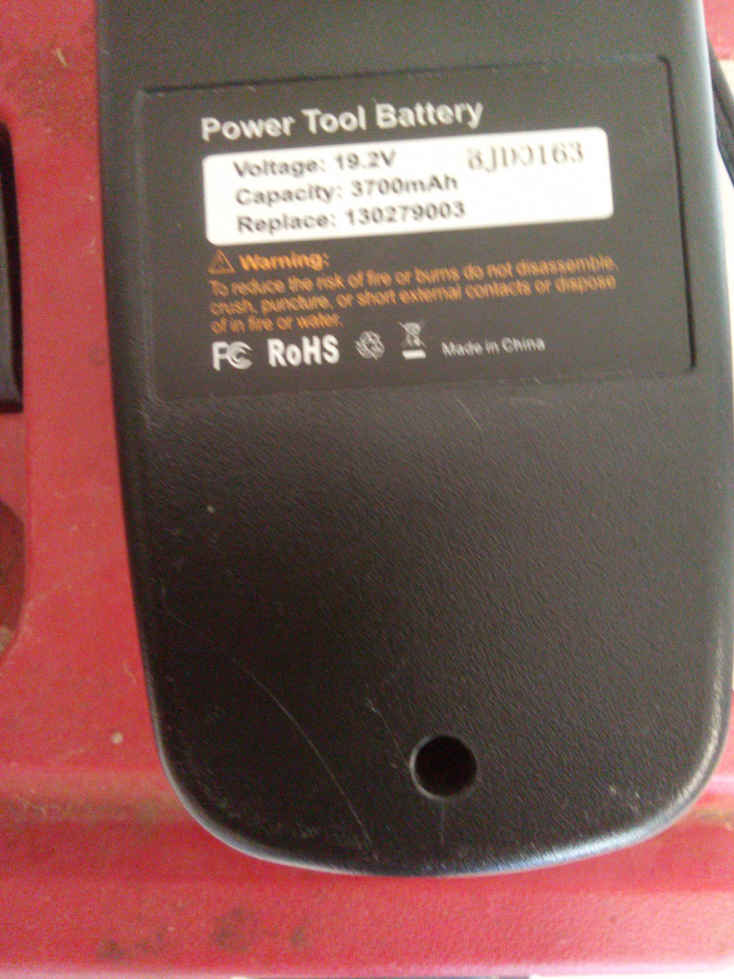 Power Tool Battery
Voltage: 19.2V BJD0163
Capacity: 3700mAh
Replace: 130279003
Warning:
To reduce the risk of fire or burns do not disassemble,
crush, puncture, or short external contacts or dispose
of in fire or water.
FC RoHS Made in China